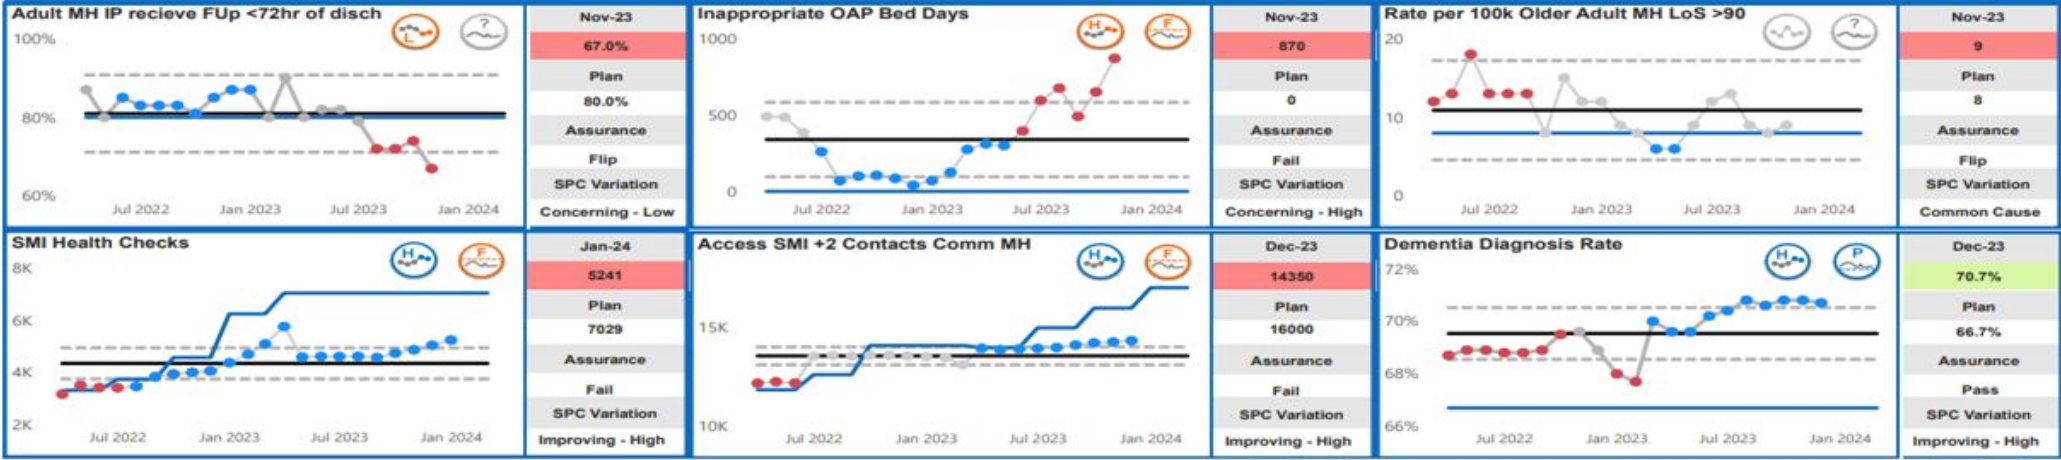 Adult MH IP recieve FUp <72hr of disch
L
?
100%
80%
60%
Jul 2022 Jan 2023 Jul 2023 Jan 2024
Nov-23
67.0%
Plan
80.0%
Assurance
Flip
SPC Variation
Concerning - Low
Inappropriate OAP Bed Days
H
F
1000
500
0
Jul 2022 Jan 2023 Jul 2023 Jan 2024
Nov-23
870
Plan
0
Assurance
Fail
SPC Variation
Concerning - High
Rate per 100k Older Adult MH LoS >90
?
20
10
0
Jul 2022 Jan 2023 Jul 2023 Jan 2024
Nov-23
9
Plan
8
Assurance
Flip
SPC Variation
Common Cause
SMI Health Checks
H
F
8K
6K
4K
2K
Jul 2022 Jan 2023 Jul 2023 Jan 2024
Jan-24
5241
Plan
7029
Assurance
Fail
SPC Variation
Improving - High
Access SMI +2 Contacts Comm MH
H
F
15K
10K
Jul 2022 Jan 2023 Jul 2023 Jan 2024
Dec-23
14350
Plan
16000
Assurance
Fail
SPC Variation
Improving - High
Dementia Diagnosis Rate
H
P
72%
70%
68%
66%
Jul 2022 Jan 2023 Jul 2023 Jan 2024
Dec-23
70.7%
Plan
66.7%
Assurance
Pass
SPC Variation
Improving - High